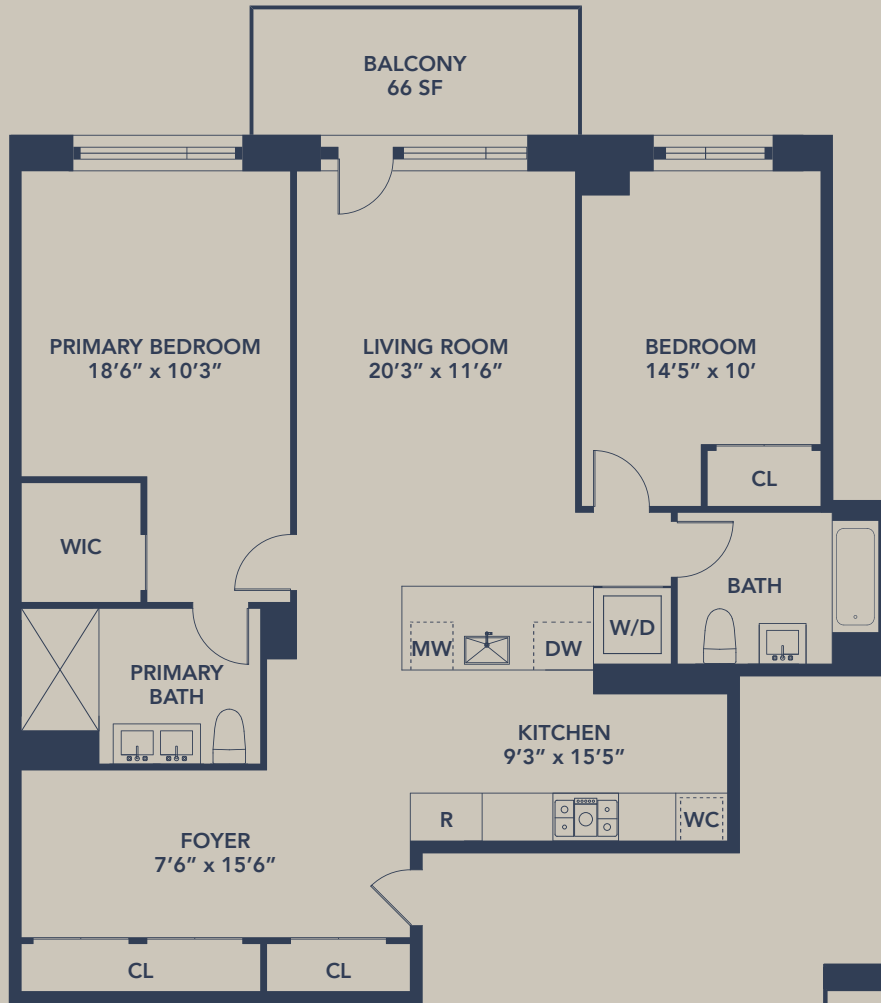 BALCONY
66 SF
PRIMARY BEDROOM
18’6” x 10’3”
LIVING ROOM
20’3” x 11’6”
BEDROOM
14’5” x 10’
CL
WIC
BATH
W/D
MW
DW
PRIMARY
BATH
KITCHEN
9’3” x 15’5”
R
WC
FOYER
7’6” x 15’6”
CL
CL